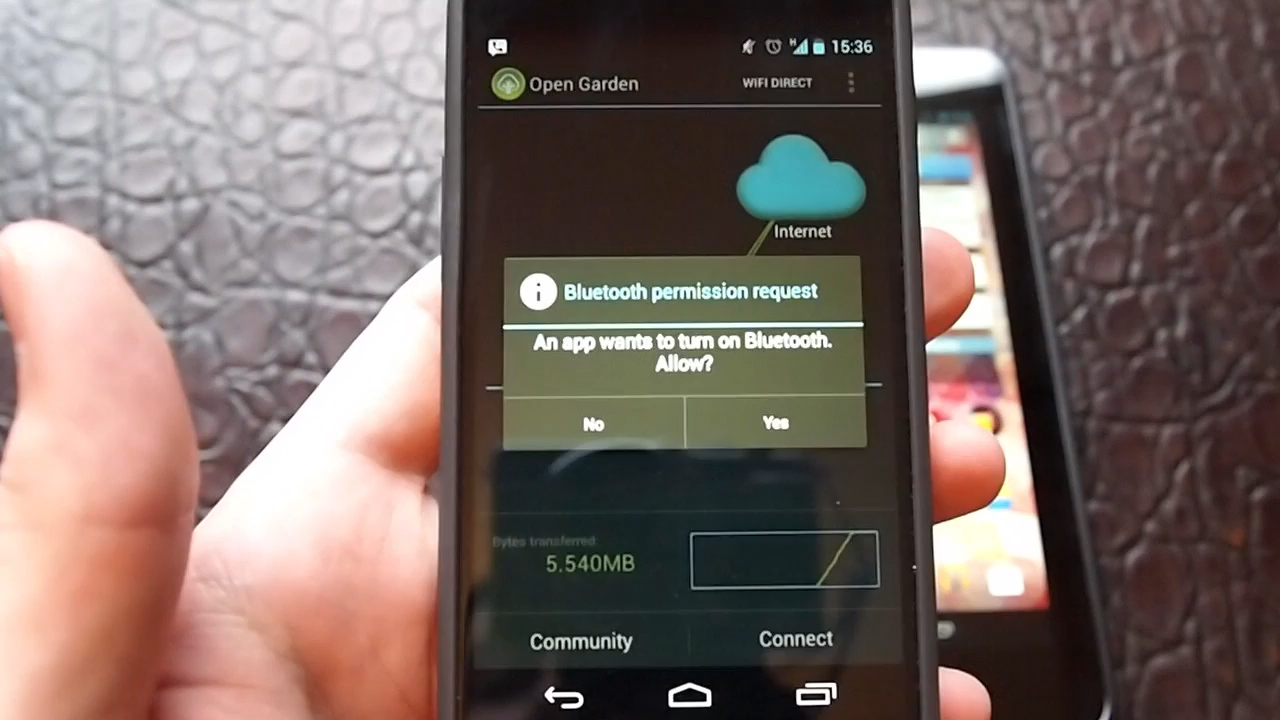 15:36
Open Garden
WIFI DIRECT
Internet
Bluetooth permission request
An app wants to turn on Bluetooth.
Allow?
No
Yes
Bytes transferred:
5.540MB
Community
Connect